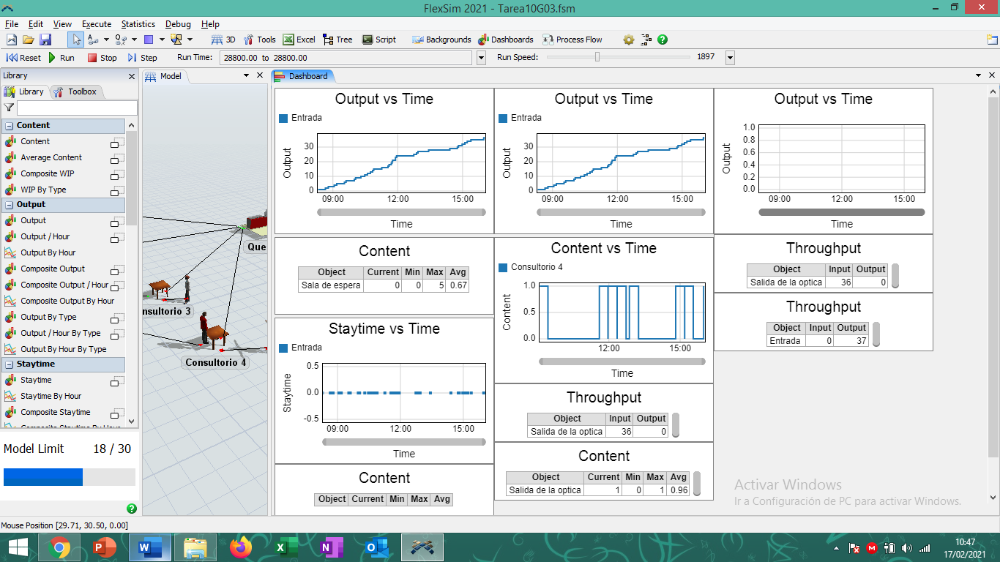 FlexSim 2021 - Tarea10G03.fsm
File Edit View Execute Statistics Debug Help
3D Tools Excel Tree Script Backgrounds Dashboards Process Flow
Reset Run Stop Step Run Time: 28800.00 to 28800.00 Run Speed: 1897
Library
Library Toolbox
Content
Content
Average Content
Composite WIP
WIP By Type
Output
Output
Output / Hour
Output By Hour
Composite Output
Composite Output / Hour
Composite Output By Hour
Output By Type
Output / Hour By Type
Output By Hour By Type
Staytime
Staytime
Staytime By Hour
Composite Staytime
Composite Staytime By Hour
Model Limit 18 / 30
Model
Que
nsultorio 3
Consultorio 4
Dashboard
Output vs Time
Entrada
Output
30
20
10
0
09:00 12:00 15:00
Time
Content
Object Current Min Max Avg
Sala de espera 0 0 5 0.67
Staytime vs Time
Entrada
Staytime
0.5
0.0
-0.5
09:00 12:00 15:00
Time
Content
Object Current Min Max Avg
Output vs Time
Entrada
Output
30
20
10
0
09:00 12:00 15:00
Time
Content vs Time
Consultorio 4
Content
1.0
0.5
0.0
12:00 15:00
Time
Throughput
Object Input Output
Salida de la optica 36 0
Content
Object Current Min Max Avg
Salida de la optica 1 0 1 0.96
Output vs Time
Output
1.0
0.8
0.6
0.4
0.2
0.0
09:00 12:00 15:00
Time
Throughput
Object Input Output
Salida de la optica 36 0
Throughput
Object Input Output
Entrada 0 37
Activar Windows
Ir a Configuración de PC para activar Windows.
Mouse Position [29.71, 30.50, 0.00]
10:47
17/02/2021